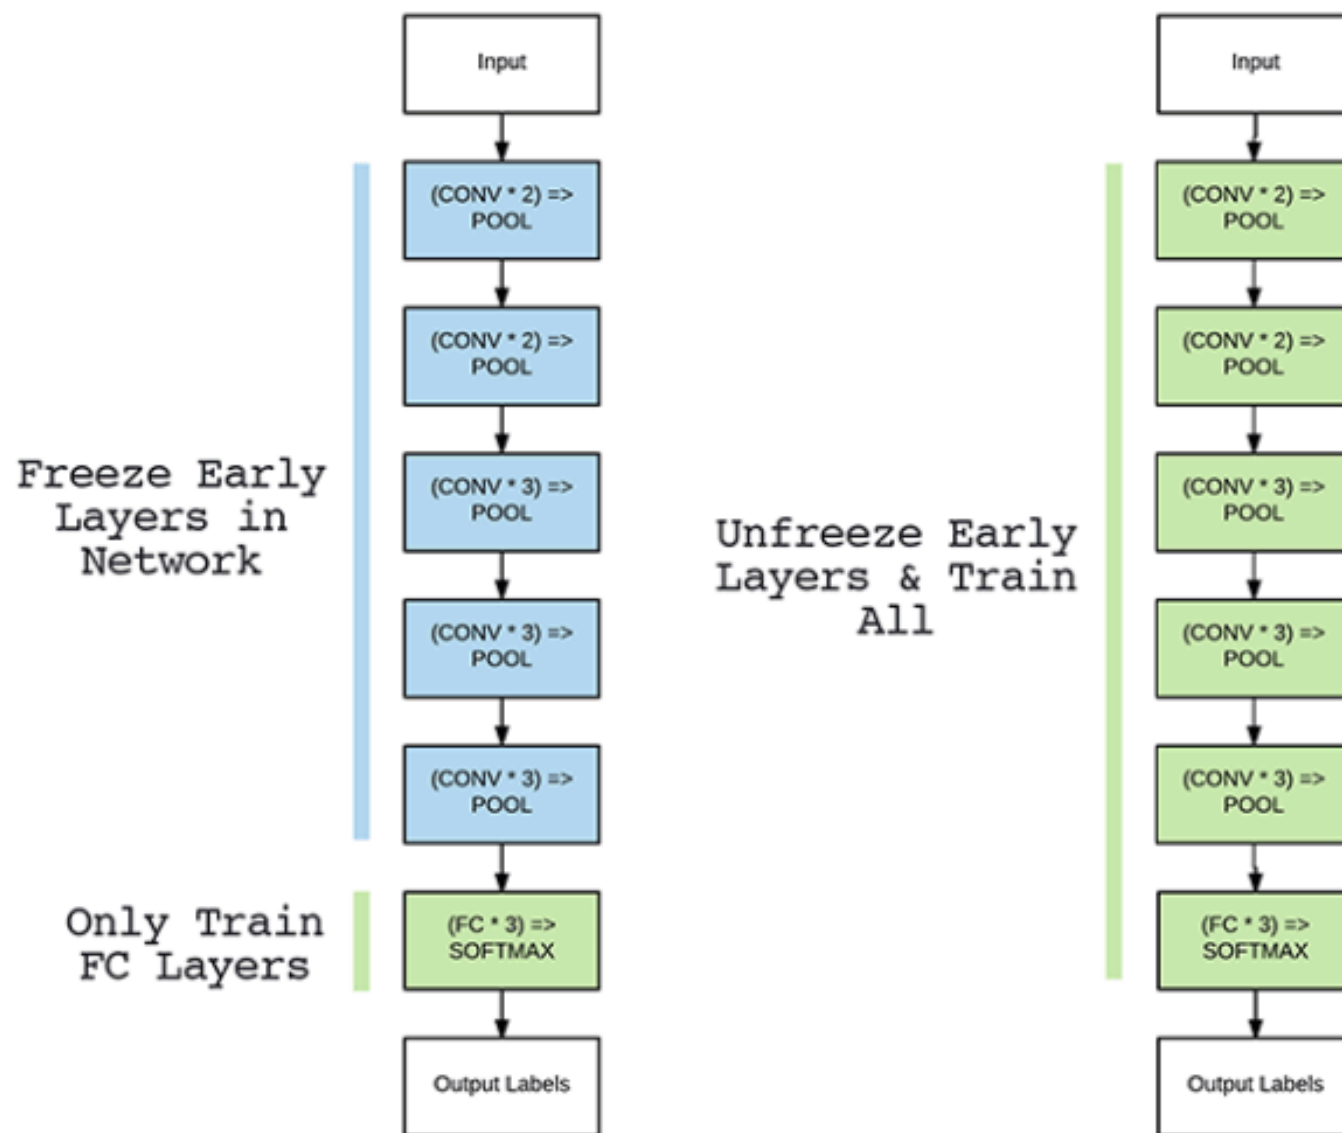 Input
(CONV * 2) =>
POOL
(CONV * 2) =>
POOL
(CONV * 3) =>
POOL
(CONV * 3) =>
POOL
(CONV * 3) =>
POOL
(FC * 3) =>
SOFTMAX
Output Labels
Freeze Early
Layers in
Network
Only Train
FC Layers
Input
(CONV * 2) =>
POOL
(CONV * 2) =>
POOL
(CONV * 3) =>
POOL
(CONV * 3) =>
POOL
(CONV * 3) =>
POOL
(FC * 3) =>
SOFTMAX
Output Labels
Unfreeze Early
Layers & Train
All